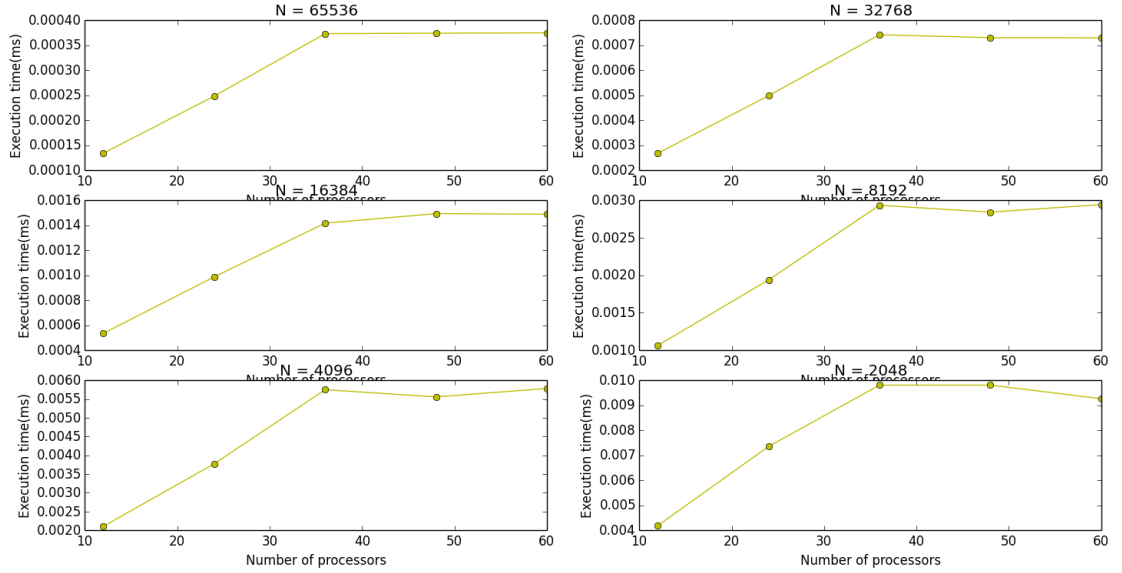 N = 65536
Execution time(ms)
0.00040
0.00035
0.00030
0.00025
0.00020
0.00015
0.00010
10 20 30 40 50 60
Number of processors
N = 32768
Execution time(ms)
0.0008
0.0007
0.0006
0.0005
0.0004
0.0003
0.0002
10 20 30 40 50 60
Number of processors
N = 16384
Execution time(ms)
0.0016
0.0014
0.0012
0.0010
0.0008
0.0006
0.0004
10 20 30 40 50 60
Number of processors
N = 8192
Execution time(ms)
0.0030
0.0025
0.0020
0.0015
0.0010
10 20 30 40 50 60
Number of processors
N = 4096
Execution time(ms)
0.0060
0.0055
0.0050
0.0045
0.0040
0.0035
0.0030
0.0025
0.0020
10 20 30 40 50 60
Number of processors
N = 2048
Execution time(ms)
0.010
0.009
0.008
0.007
0.006
0.005
0.004
10 20 30 40 50 60
Number of processors